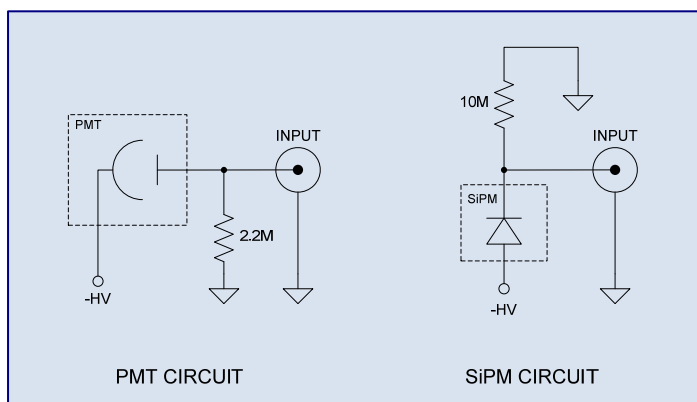 PMT
INPUT
2.2M
-HV
PMT CIRCUIT
10M
INPUT
SiPM
-HV
SiPM CIRCUIT